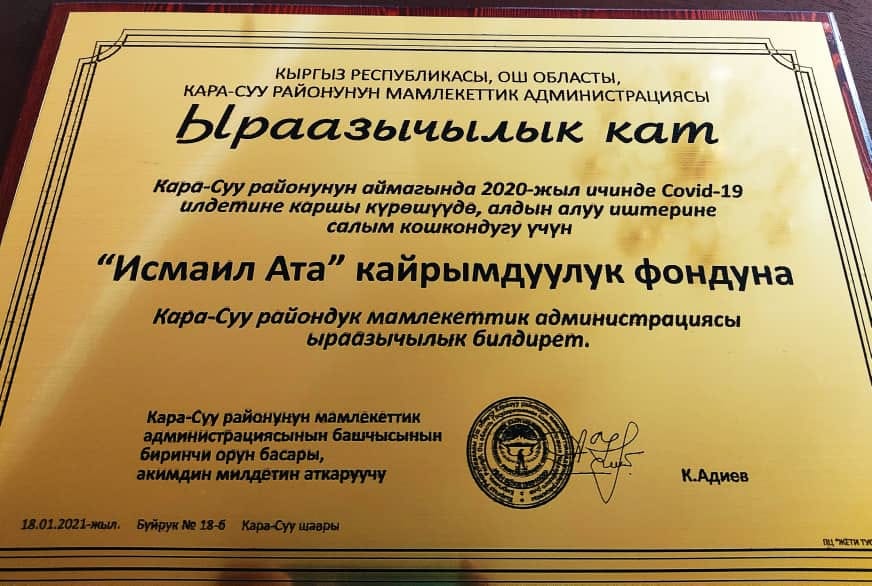 КЫРГЫЗ РЕСПУБЛИКАСЫ, ОШ ОБЛАСТЫ,
КАРА-СУУ РАЙОНУНУН МАМЛЕКЕТТИК АДМИНИСТРАЦИЯСЫ
Ыраазычылык кат
Кара-Суу районунун аймагында 2020-жыл ичинде Covid-19
илдетине каршы күрөшүүдө, алдын алуу иштерине
салым кошкондугу үчүн
“Исмаил Ата” кайрымдуулук фондуна
Кара-Суу райондук мамлекеттик администрациясы
ыраазычылык билдирет.
Кара-Суу районунун мамлекеттик
администрациясынын башчысынын
биринчи орун басары,
акимдин милдетин аткаруучу
К.Адиев
18.01.2021-жыл. Буйрук № 18-б Кара-Суу шаары
ПЦ "ЖЕТИ